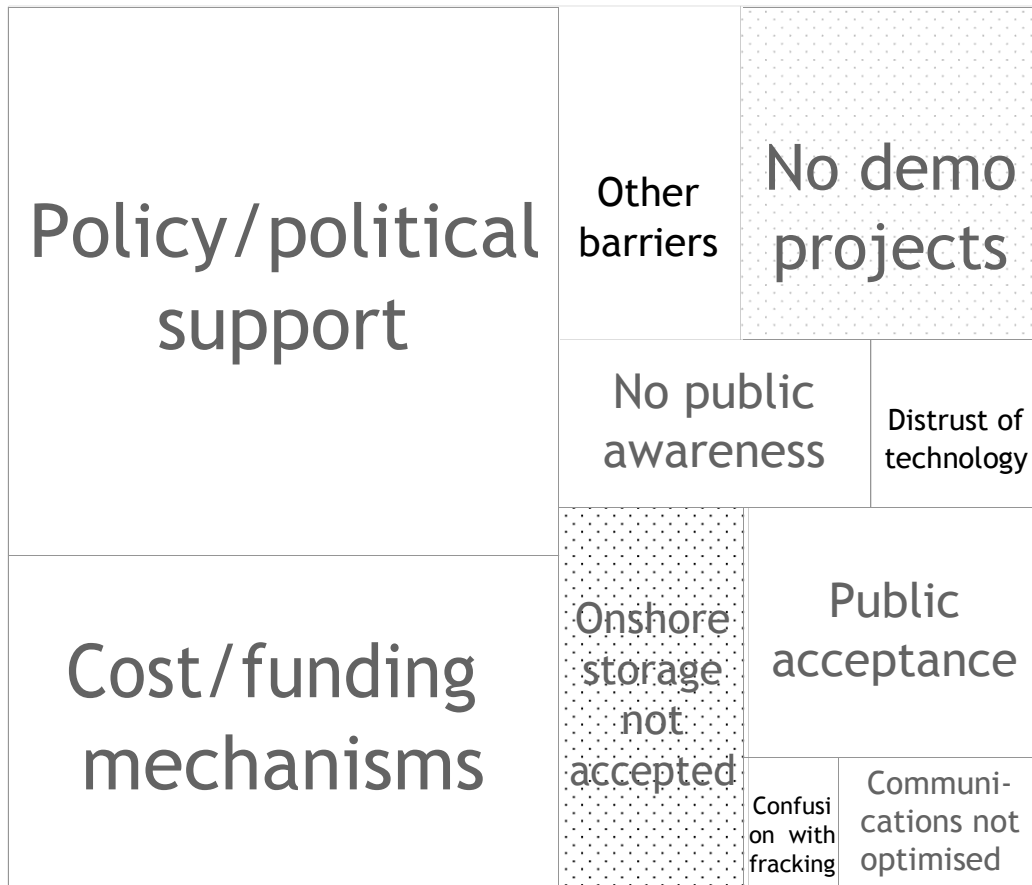 Policy/political
support
Other
barriers
No demo
projects
No public
awareness
Distrust of
technology
Cost/funding
mechanisms
Onshore
storage
not
accepted
Public
acceptance
Confusi
on with
fracking
Communi-
cations not
optimised